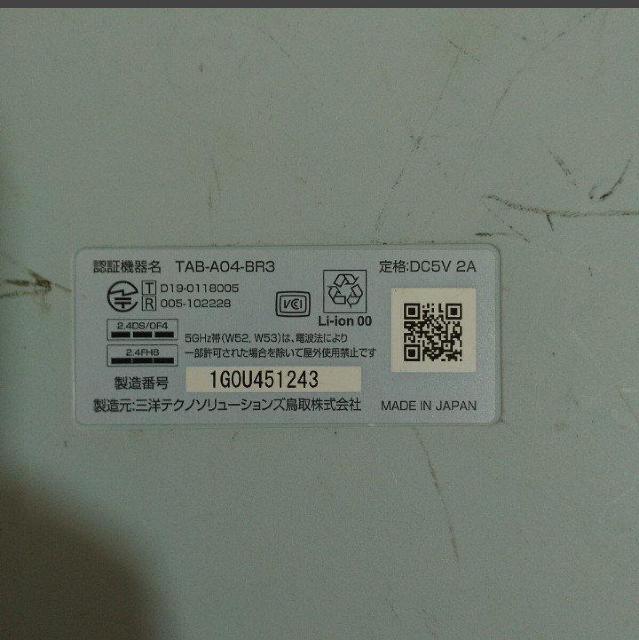 認証機器名 TAB-A04-BR3 定格:DC5V 2A
T D19-0118005
R 005-102228
VCI
Li-ion 00
2.4DS/OF4
5GHz帯(W52, W53)は、電波法により
一部許可された場合を除いて屋外使用禁止です
2.4FH8
製造番号 1G0U451243
製造元:三洋テクノソリューションズ鳥取株式会社 MADE IN JAPAN